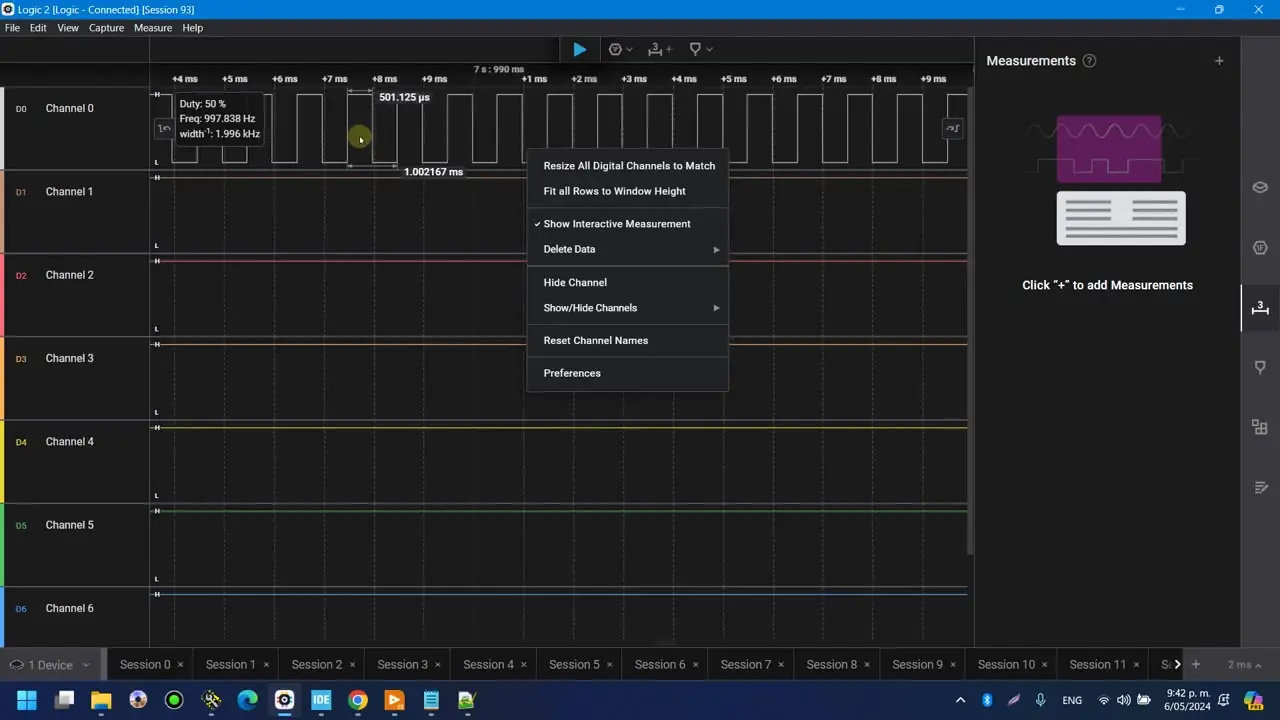 Logic 2 [Logic - Connected] [Session 93]
File Edit View Capture Measure Help
7 s : 990 ms
+4 ms +5 ms +6 ms +7 ms +8 ms +9 ms +1 ms +2 ms +3 ms +4 ms +5 ms +6 ms +7 ms +8 ms +9 ms
Measurements ?
D0 Channel 0
H
L
Duty: 50 %
Freq: 997.838 Hz
width-1: 1.996 kHz
501.125 µs
1.002167 ms
D1 Channel 1
H
L
D2 Channel 2
H
L
D3 Channel 3
H
L
D4 Channel 4
H
L
D5 Channel 5
H
L
D6 Channel 6
H
Resize All Digital Channels to Match
Fit all Rows to Window Height
Show Interactive Measurement
Delete Data
Hide Channel
Show/Hide Channels
Reset Channel Names
Preferences
Click “+” to add Measurements
1 Device Session 0 Session 1 Session 2 Session 3 Session 4 Session 5 Session 6 Session 7 Session 8 Session 9 Session 10 Session 11 2 ms
IDE ENG 9:42 p. m.
6/05/2024
PRE